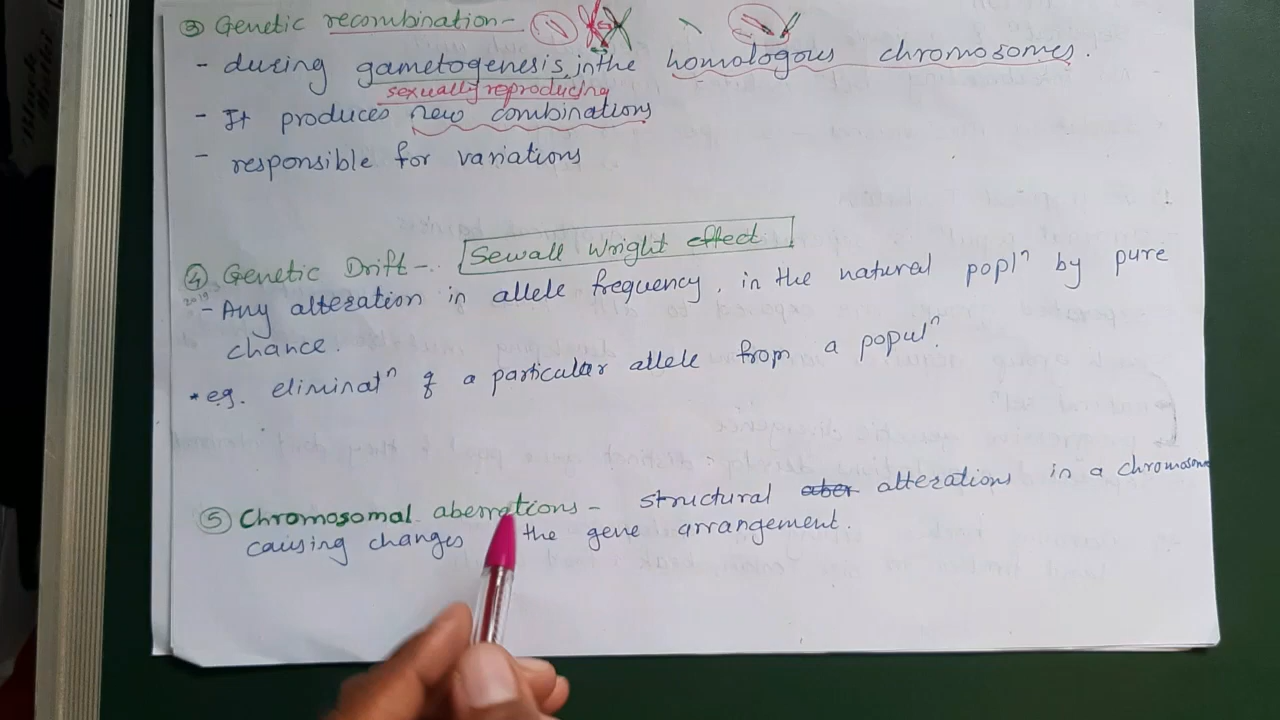 ③ Genetic recombination-
- during gametogenesis, in the homologous chromosomes.
sexually reproducing
- It produces new combinations
- responsible for variations
④ Genetic Drift- Sewall Wright effect
2019
- Any alteration in allele frequency, in the natural popl^n by pure
chance.
* eg. eliminat^n of a particular allele from a popul^n.
⑤ Chromosomal aberrations - structural alterations in a chromosome
causing changes the gene arrangement.